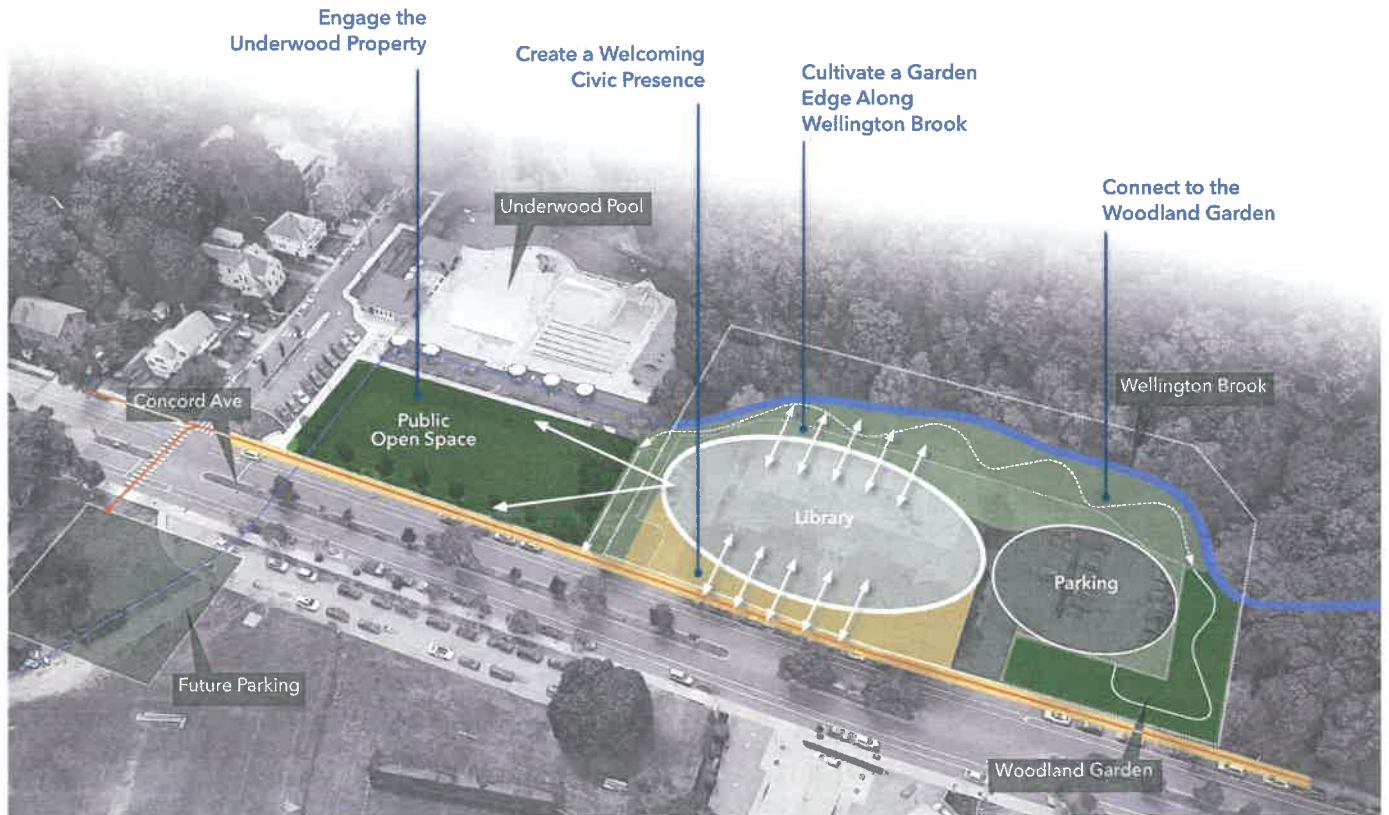 Engage the
Underwood Property
Create a Welcoming
Civic Presence
Cultivate a Garden
Edge Along
Wellington Brook
Connect to the
Woodland Garden
Underwood Pool
Wellington Brook
Concord Ave
Public
Open Space
Library
Parking
Future Parking
Woodland Garden